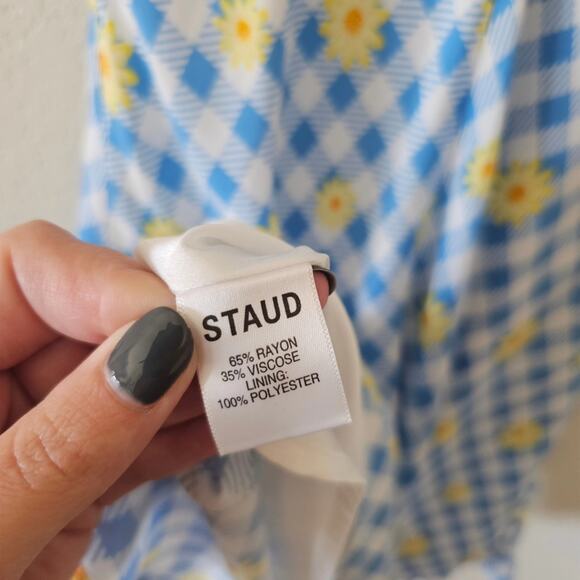 STAUD
65% RAYON
35% VISCOSE
LINING:
100% POLYESTER